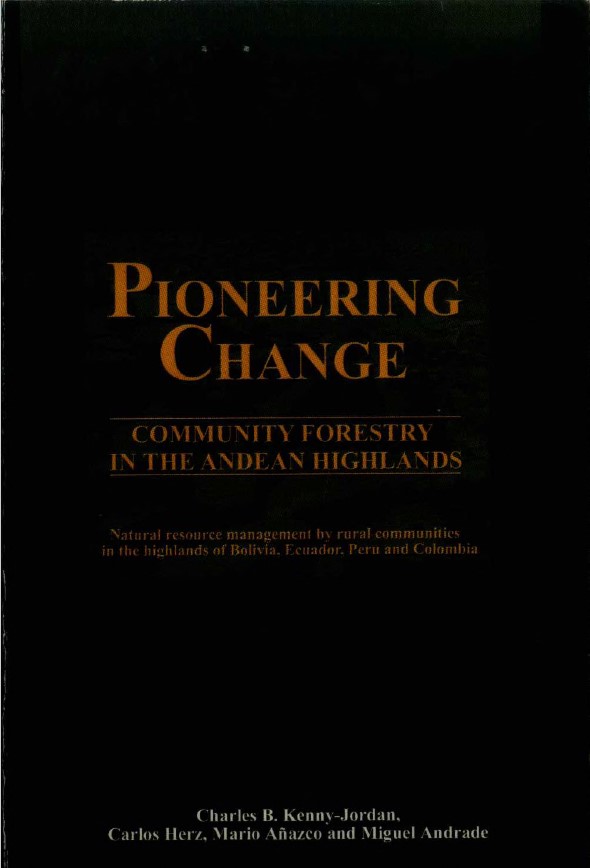 PIONEERING
CHANGE
COMMUNITY FORESTRY
IN THE ANDEAN HIGHLANDS
Natural resource management by rural communities
in the highlands of Bolivia, Ecuador, Peru and Colombia
Charles B. Kenny-Jordan,
Carlos Herz, Mario Añazco and Miguel Andrade